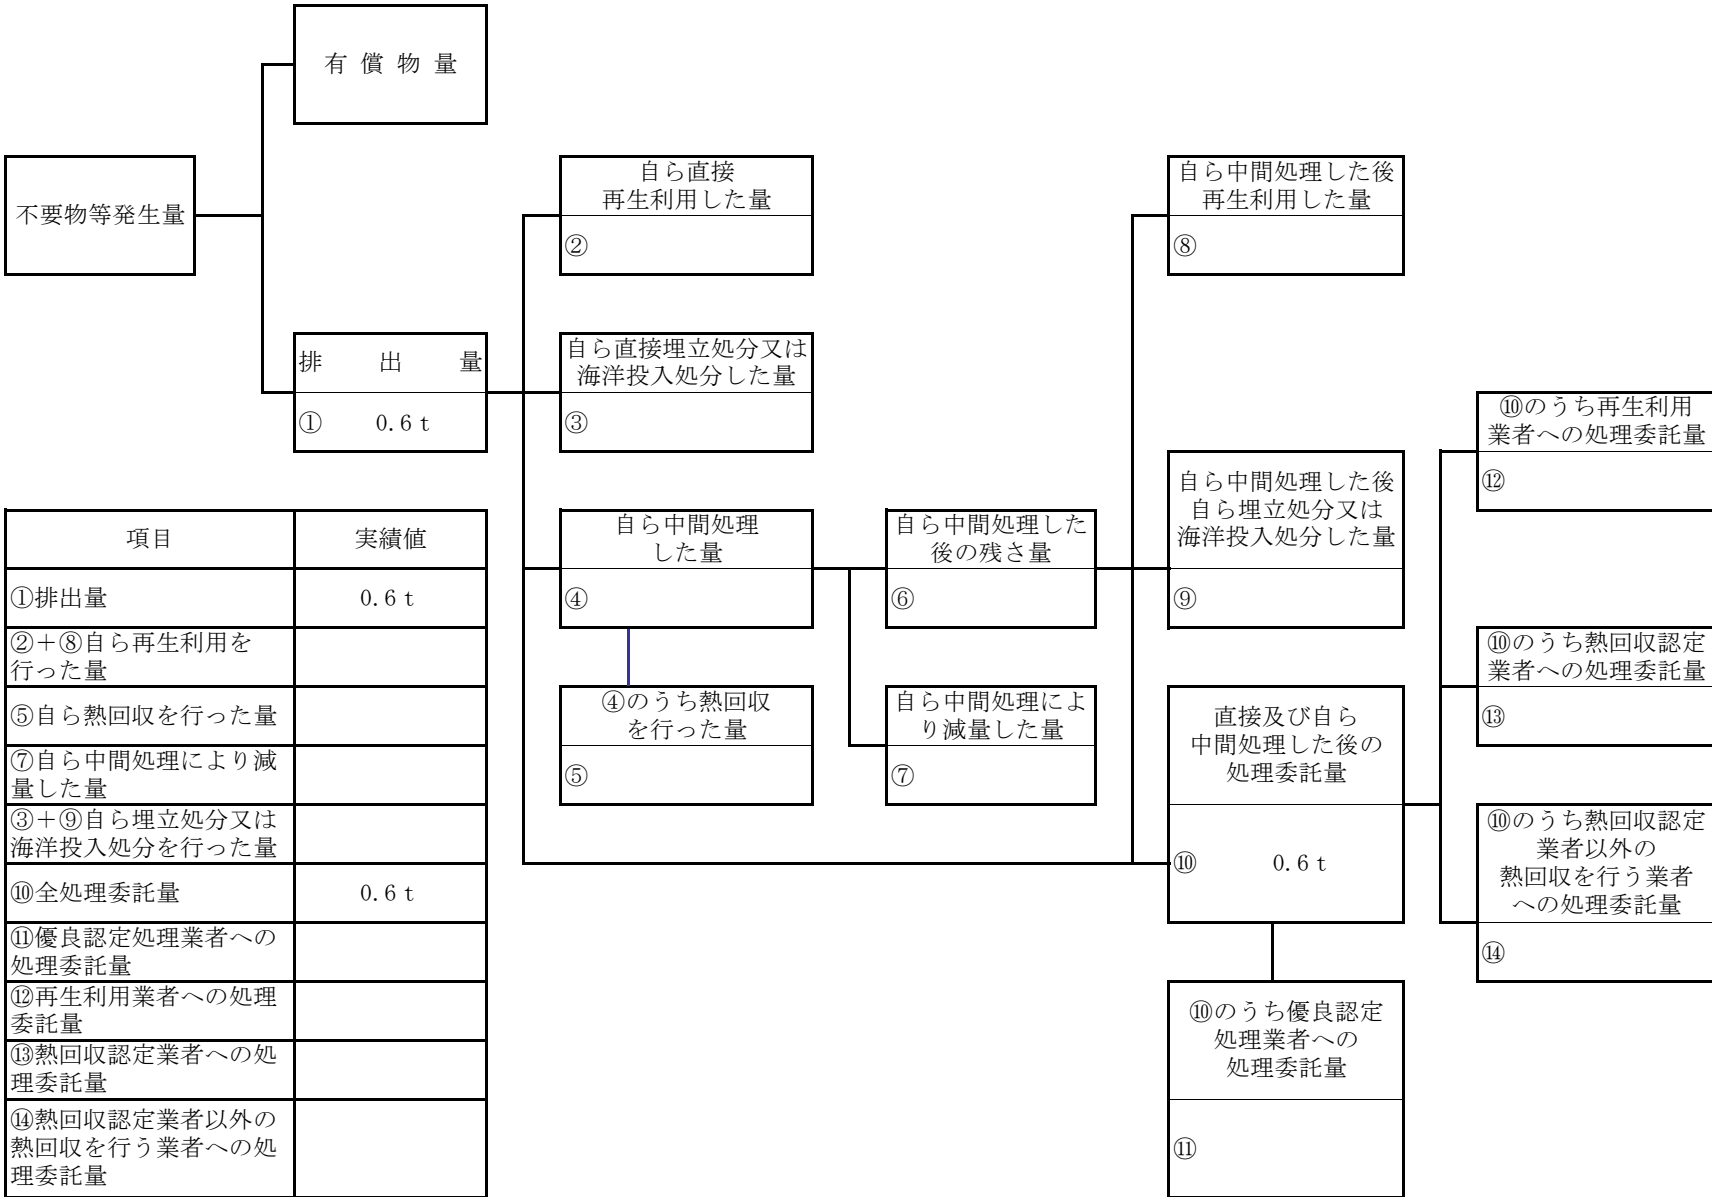 有 償 物 量
不要物等発生量
自ら直接
再生利用した量
②
自ら中間処理した後
再生利用した量
⑧
排 出 量
① 0.6 t
自ら直接埋立処分又は
海洋投入処分した量
③
⑩のうち再生利用
業者への処理委託量
⑫
自ら中間処理した後
自ら埋立処分又は
海洋投入処分した量
⑨
自ら中間処理
した量
④
自ら中間処理した
後の残さ量
⑥
⑩のうち熱回収認定
業者への処理委託量
⑬
④のうち熱回収
を行った量
⑤
自ら中間処理によ
り減量した量
⑦
直接及び自ら
中間処理した後の
処理委託量
⑩ 0.6 t
⑩のうち熱回収認定
業者以外の
熱回収を行う業者
への処理委託量
⑭
⑩のうち優良認定
処理業者への
処理委託量
⑪
項目 実績値
①排出量 0.6 t
②＋⑧自ら再生利用を
行った量
⑤自ら熱回収を行った量
⑦自ら中間処理により減
量した量
③＋⑨自ら埋立処分又は
海洋投入処分を行った量
⑩全処理委託量 0.6 t
⑪優良認定処理業者への
処理委託量
⑫再生利用業者への処理
委託量
⑬熱回収認定業者への処
理委託量
⑭熱回収認定業者以外の
熱回収を行う業者への処
理委託量